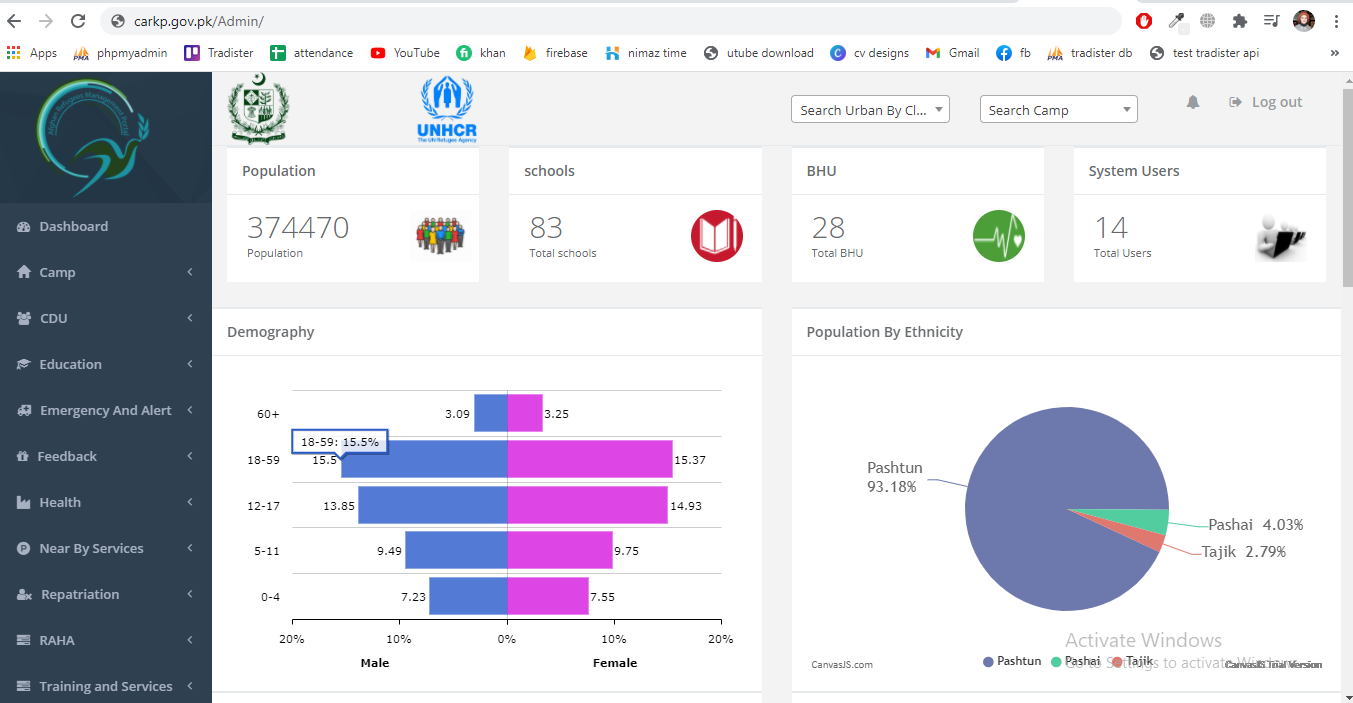 carkp.gov.pk/Admin/
Apps phpmyadmin Tradister attendance YouTube khan firebase nimaz time utube download cv designs Gmail fb tradister db test tradister api »
Afghan Refugees Management Portal
UNHCR
The UN Refugee Agency
Search Urban By Cl... Search Camp Log out
Population schools BHU System Users
374470 83 28 14
Population Total schools Total BHU Total Users
Dashboard
Camp
CDU
Education
Emergency And Alert
Feedback
Health
Near By Services
Repatriation
RAHA
Training and Services
Demography
60+ 3.09 3.25
18-59: 15.5%
18-59 15.5 15.37
12-17 13.85 14.93
5-11 9.49 9.75
0-4 7.23 7.55
20% 10% 0% 10% 20%
Male Female
Population By Ethnicity
Pashtun
93.18%
Pashai 4.03%
Tajik 2.79%
Activate Windows
Go to Settings to activate Windows.
CanvasJS.com Pashtun Pashai Tajik CanvasJS Trial Version